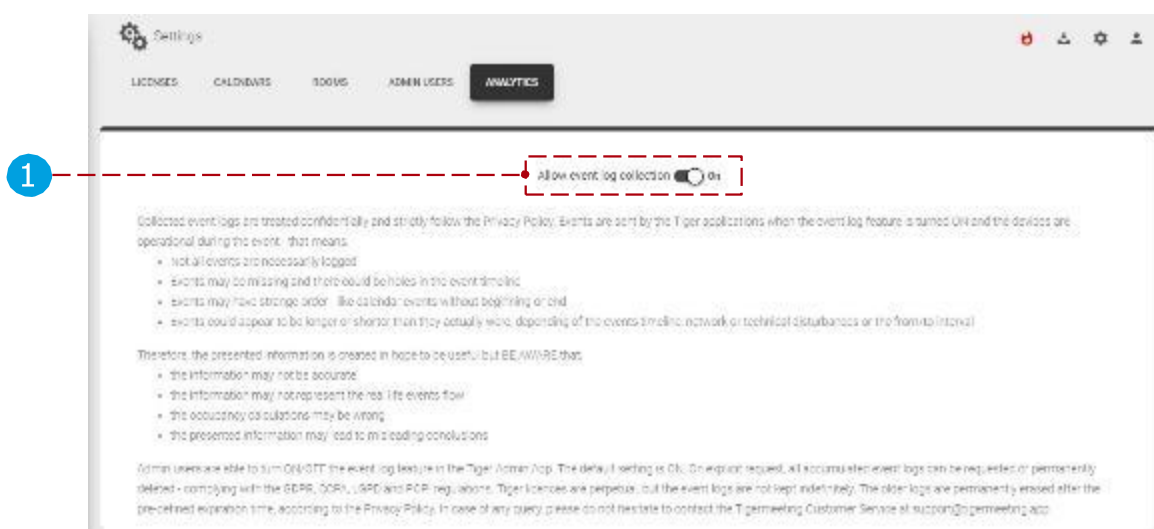 Settings
LICENSES CALENDARS ROOMS ADMIN USERS ANALYTICS
1
Allow event log collection On
Collected event logs are treated confidentially and strictly follow the Privacy Policy. Events are sent by the Tiger applications when the event log feature is turned ON and the devices are
operational during the event - that means:
• Not all events are necessarily logged
• Events may be missing and there could be holes in the event timeline
• Events may have strange order - like calendar events without beginning or end
• Events could appear to be longer or shorter than they actually were, depending of the events timeline, network or technical disturbances or the from/to interval
Therefore, the presented information is created in hope to be useful but BE AWARE that:
• the information may not be accurate
• the information may not represent the real life events flow
• the occupancy calculations may be wrong
• the presented information may lead to misleading conclusions
Admin users are able to turn ON/OFF the event log feature in the Tiger Admin App. The default setting is ON. On explicit request, all accumulated event logs can be requested or permanently
deleted - complying with the GDPR, CCPA, LGPD and POPI regulations. Tiger licences are perpetual, but the event logs are not kept indefinitely. The older logs are permanently erased after the
pre-defined expiration time, according to the Privacy Policy. In case of any query, please do not hesitate to contact the Tigermeeting Customer Service at support@tigermeeting.app